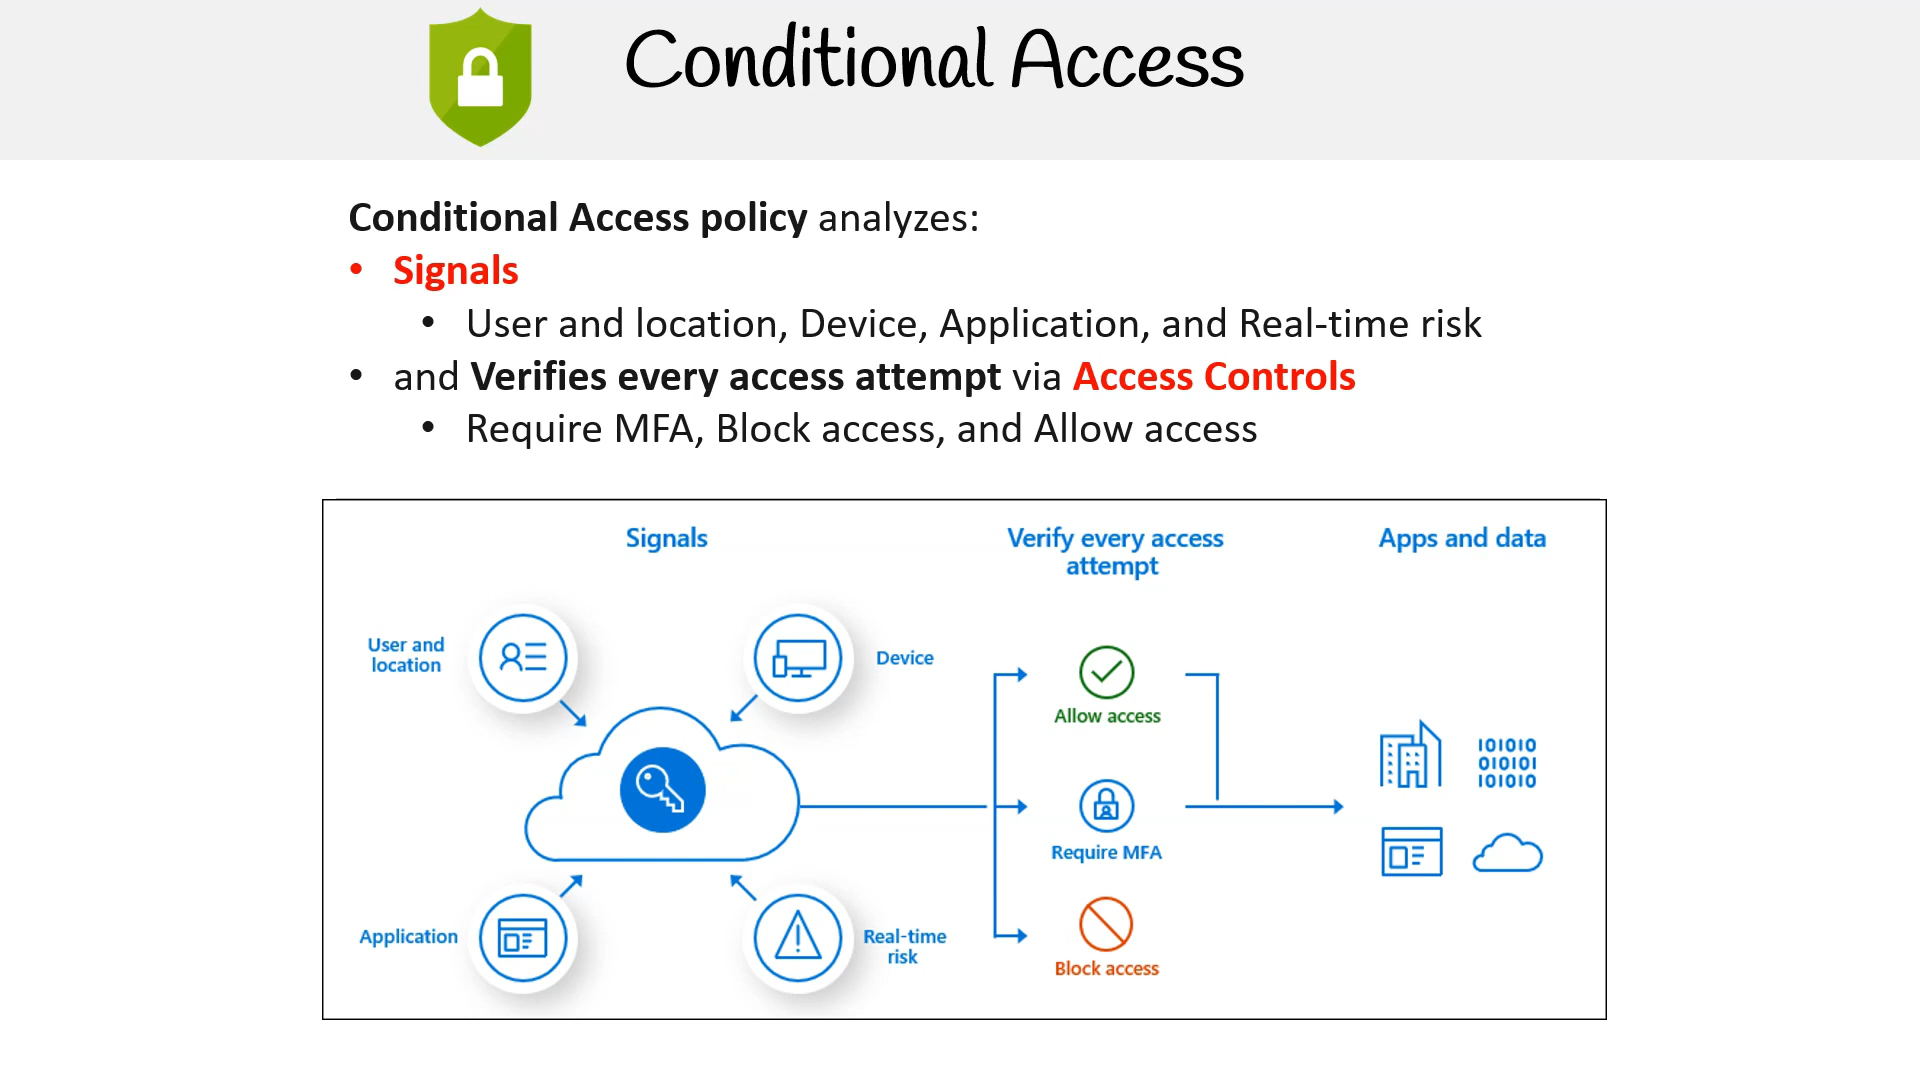 Conditional Access
Conditional Access policy analyzes:
• Signals
• User and location, Device, Application, and Real-time risk
• and Verifies every access attempt via Access Controls
• Require MFA, Block access, and Allow access
Signals
Verify every access
attempt
Apps and data
User and
location
Device
Allow access
101010
010101
101010
Require MFA
Application
Real-time
risk
Block access